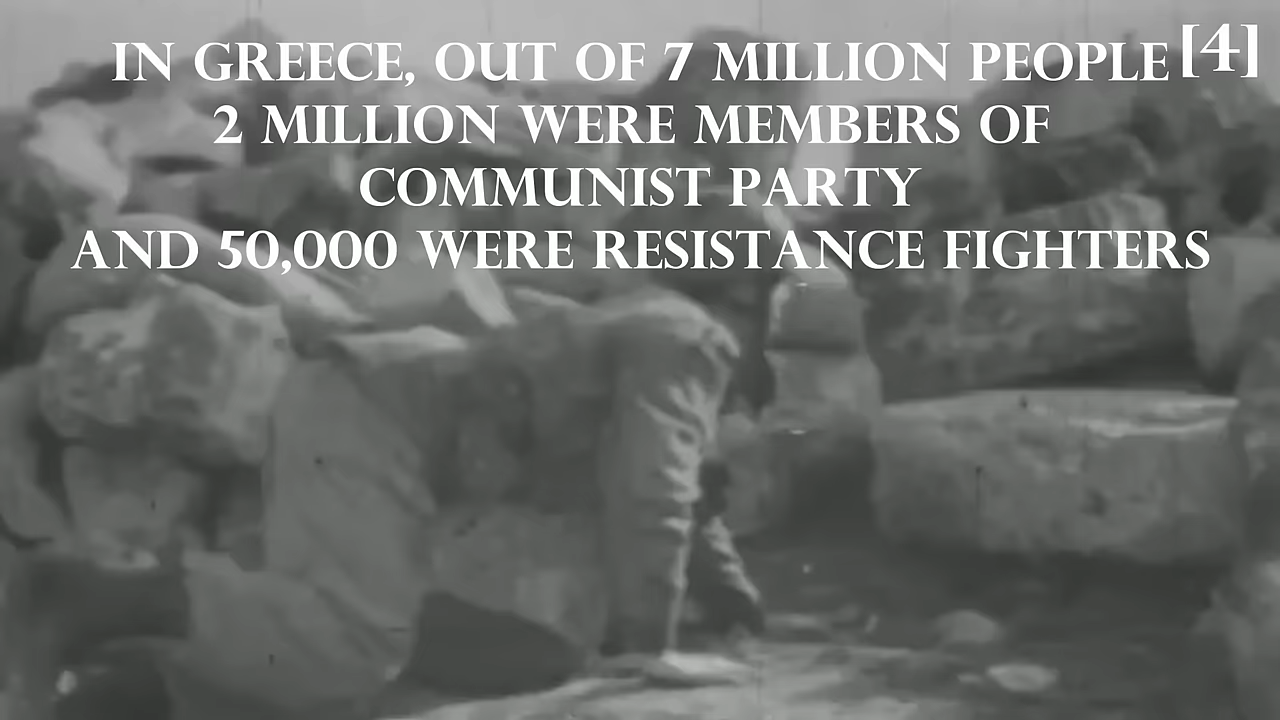 IN GREECE, OUT OF 7 MILLION PEOPLE [4]
2 MILLION WERE MEMBERS OF
COMMUNIST PARTY
AND 50,000 WERE RESISTANCE FIGHTERS